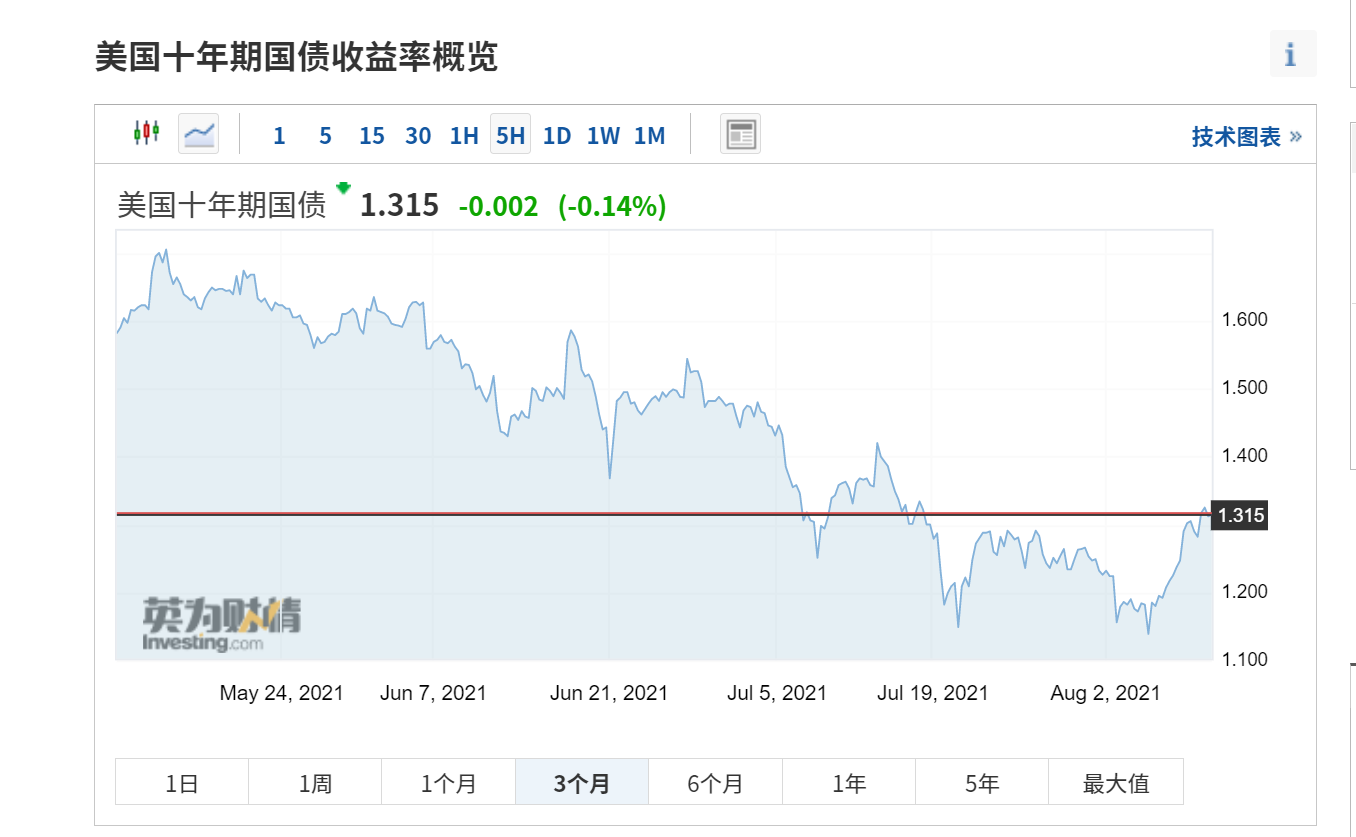 美国十年期国债收益率概览
i
1 5 15 30 1H 5H 1D 1W 1M
技术图表 »
美国十年期国债 1.315 -0.002 (-0.14%)
1.600
1.500
1.400
1.315
1.200
1.100
英为财情
Investing.com
May 24, 2021 Jun 7, 2021 Jun 21, 2021 Jul 5, 2021 Jul 19, 2021 Aug 2, 2021
1日 1周 1个月 3个月 6个月 1年 5年 最大值